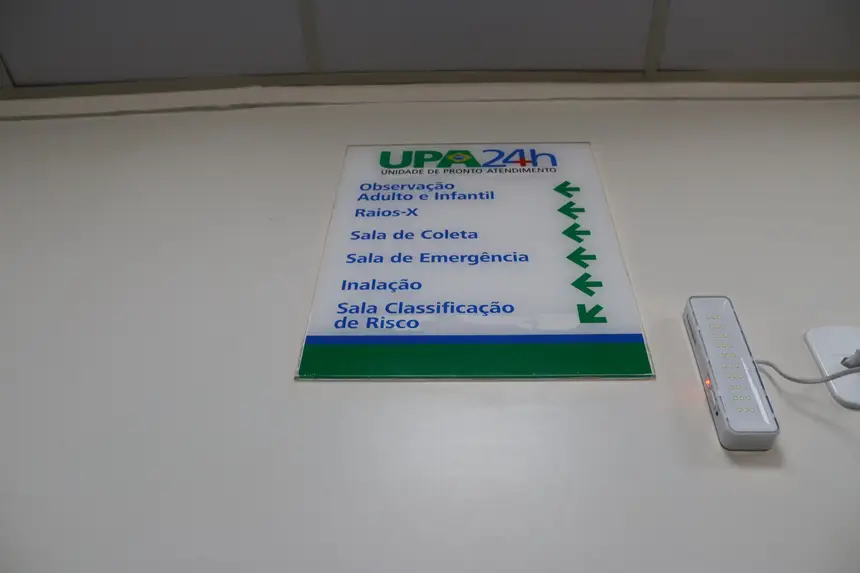 UPA24h
UNIDADE DE PRONTO ATENDIMENTO
Observação
Adulto e Infantil
Raios-X
Sala de Coleta
Sala de Emergência
Inalação
Sala Classificação
de Risco